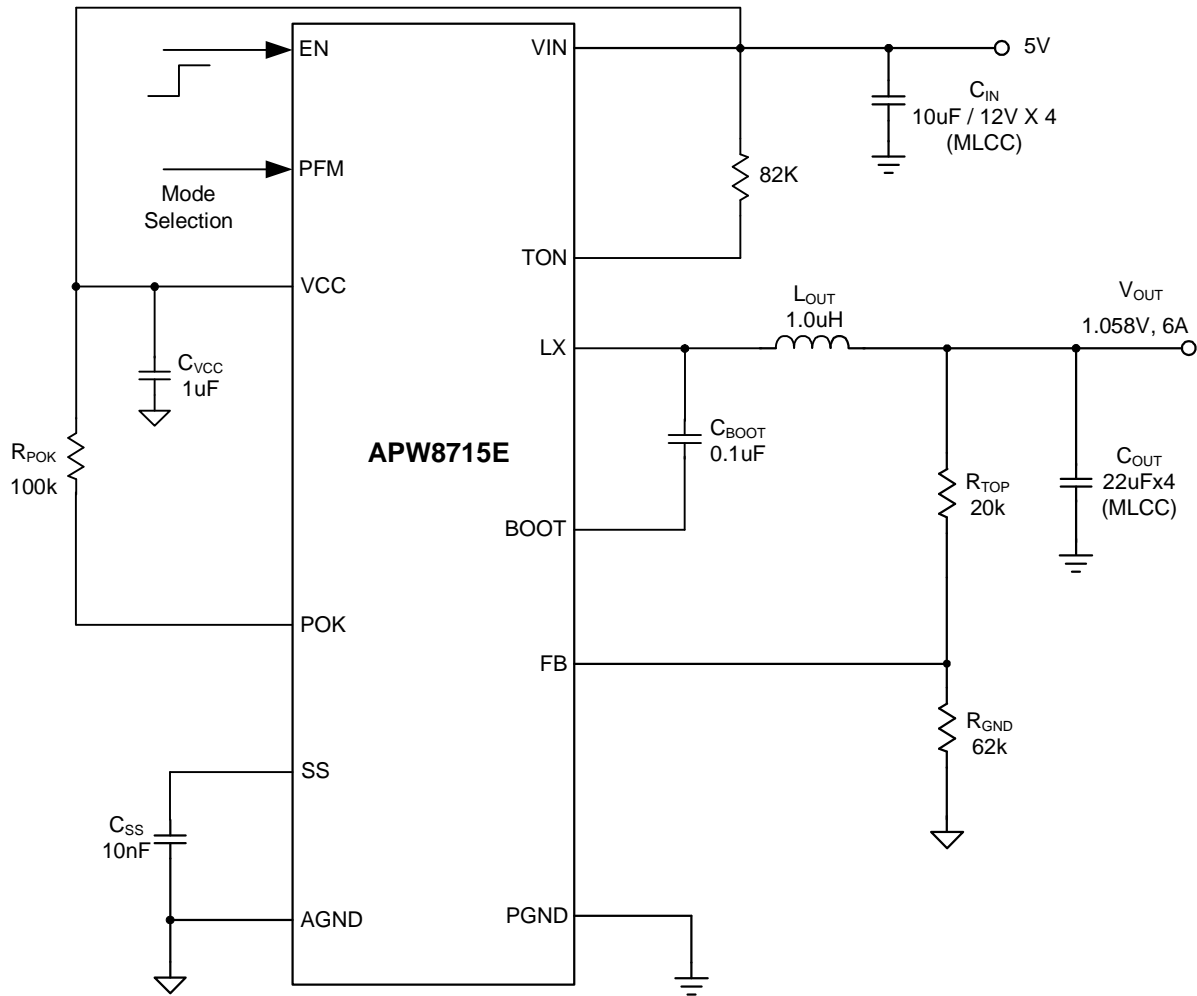 EN
VIN
5V
C_IN
10uF / 12V X 4
(MLCC)
PFM
Mode
Selection
82K
TON
VCC
L_OUT
1.0uH
V_OUT
1.058V, 6A
LX
C_VCC
1uF
APW8715E
C_BOOT
0.1uF
R_POK
100k
R_TOP
20k
C_OUT
22uFx4
(MLCC)
BOOT
POK
FB
R_GND
62k
SS
C_SS
10nF
AGND
PGND